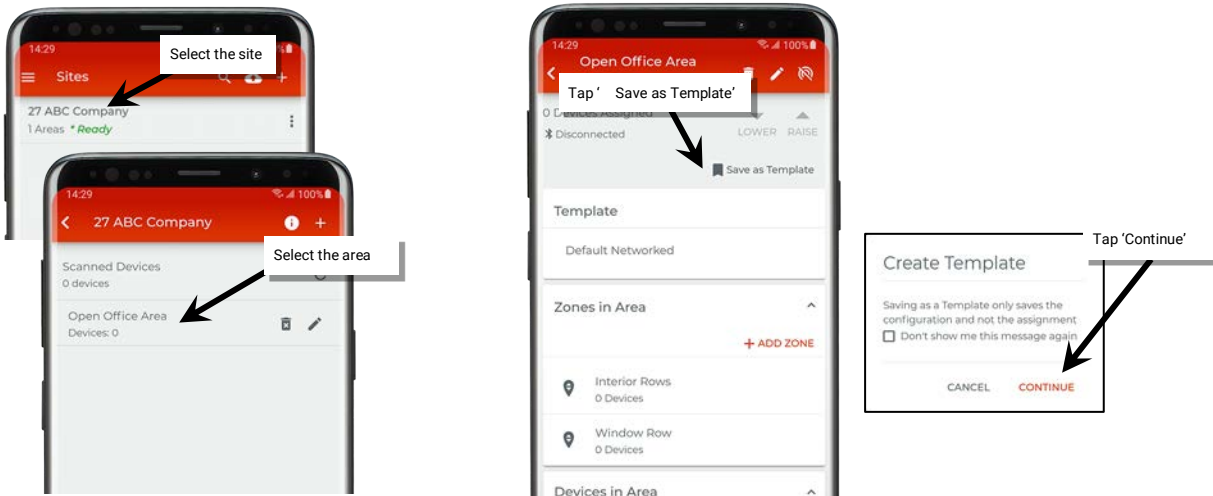 14:29
%
Select the site
Sites
27 ABC Company
1 Areas * Ready
14:29
100%
27 ABC Company
Select the area
Scanned Devices
0 devices
Open Office Area
Devices: 0
14:29
100%
Open Office Area
Tap ‘ Save as Template’
0 Devices Assigned
Disconnected
LOWER RAISE
Save as Template
Template
Default Networked
Zones in Area
+ ADD ZONE
Interior Rows
0 Devices
Window Row
0 Devices
Devices in Area
Tap ‘Continue’
Create Template
Saving as a Template only saves the
configuration and not the assignment
Don't show me this message again
CANCEL CONTINUE